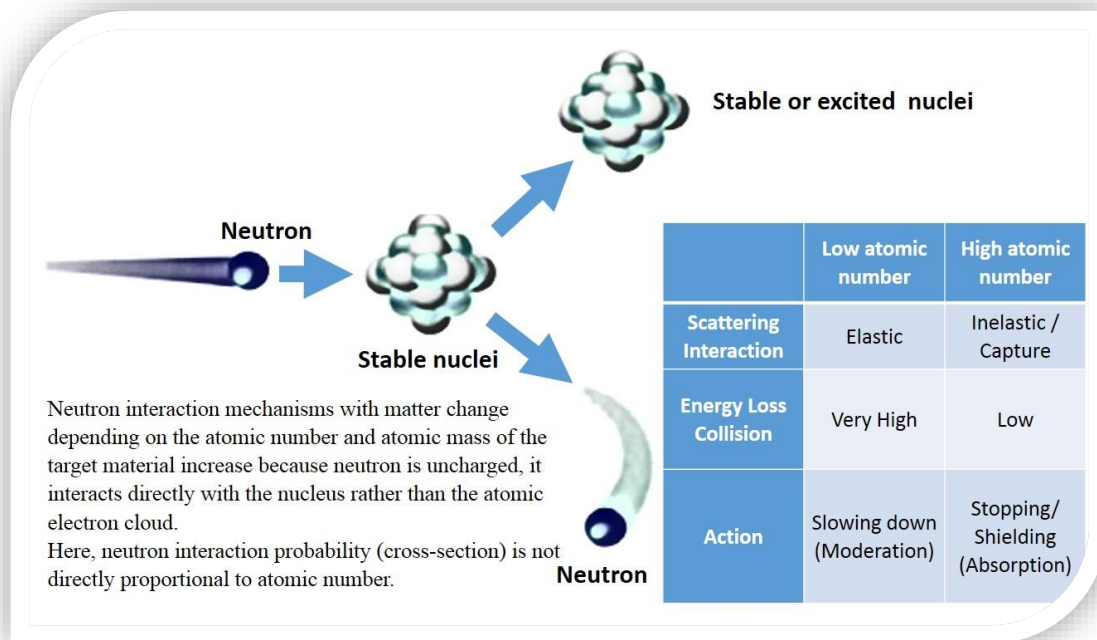 Stable or excited nuclei
Neutron
Stable nuclei
Neutron interaction mechanisms with matter change
depending on the atomic number and atomic mass of the
target material increase because neutron is uncharged, it
interacts directly with the nucleus rather than the atomic
electron cloud.
Here, neutron interaction probability (cross-section) is not
directly proportional to atomic number.
Neutron
Low atomic
number
High atomic
number
Scattering
Interaction
Elastic
Inelastic /
Capture
Energy Loss
Collision
Very High
Low
Action
Slowing down
(Moderation)
Stopping/
Shielding
(Absorption)